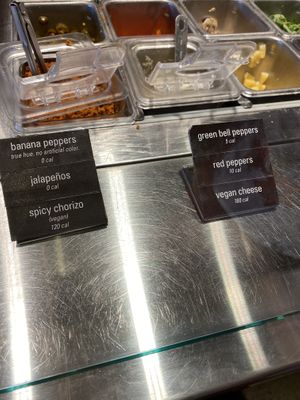 banana peppers
true hue. no artificial color.
0 cal
jalapeños
0 cal
spicy chorizo
(vegan)
120 cal
green bell peppers
5 cal
red peppers
10 cal
vegan cheese
180 cal